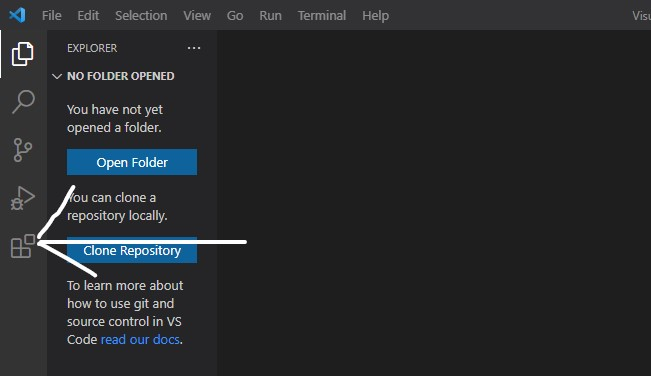 File Edit Selection View Go Run Terminal Help Visu
EXPLORER
NO FOLDER OPENED
You have not yet
opened a folder.
Open Folder
You can clone a
repository locally.
Clone Repository
To learn more about
how to use git and
source control in VS
Code read our docs.